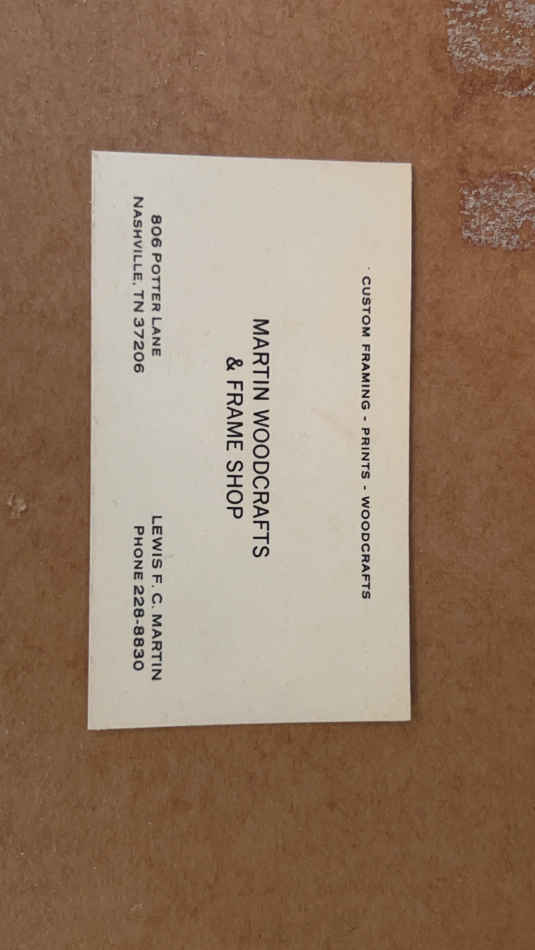 CUSTOM FRAMING - PRINTS - WOODCRAFTS
MARTIN WOODCRAFTS
& FRAME SHOP
806 POTTER LANE
NASHVILLE, TN 37206
LEWIS F. C. MARTIN
PHONE 228-8830